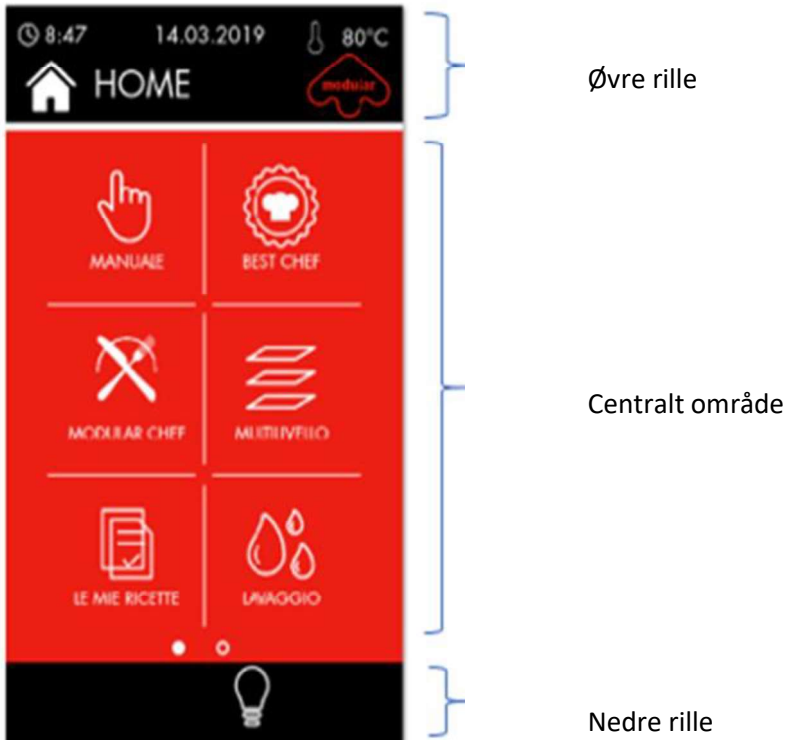 8:47 14.03.2019 80°C
HOME
modular
Øvre rille
MANUALE BEST CHEF
MODULAR CHEF MULTILIVELLO
Centralt område
LE MIE RICETTE LAVAGGIO
Nedre rille